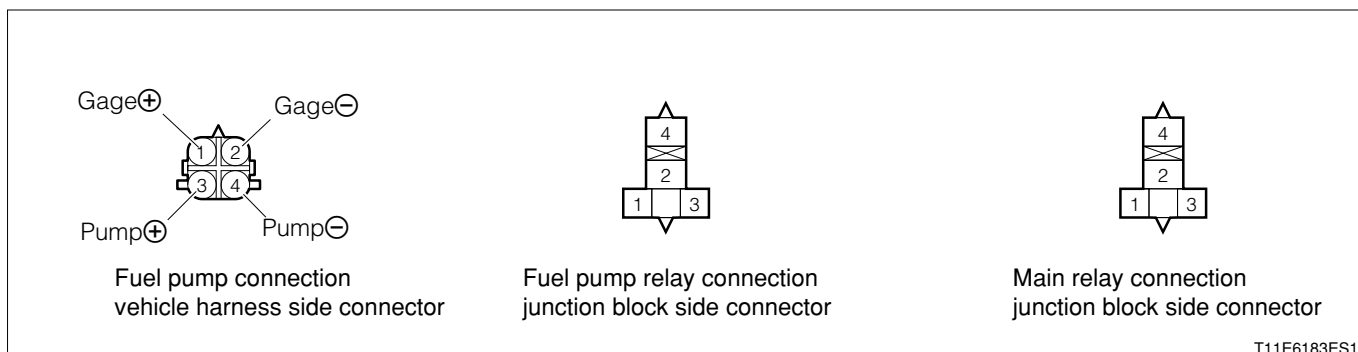 Gage⊕
Gage⊖
1 2
3 4
Pump⊕
Pump⊖
Fuel pump connection
vehicle harness side connector
4
2
1 3
Fuel pump relay connection
junction block side connector
4
2
1 3
Main relay connection
junction block side connector
T11E6183ES1